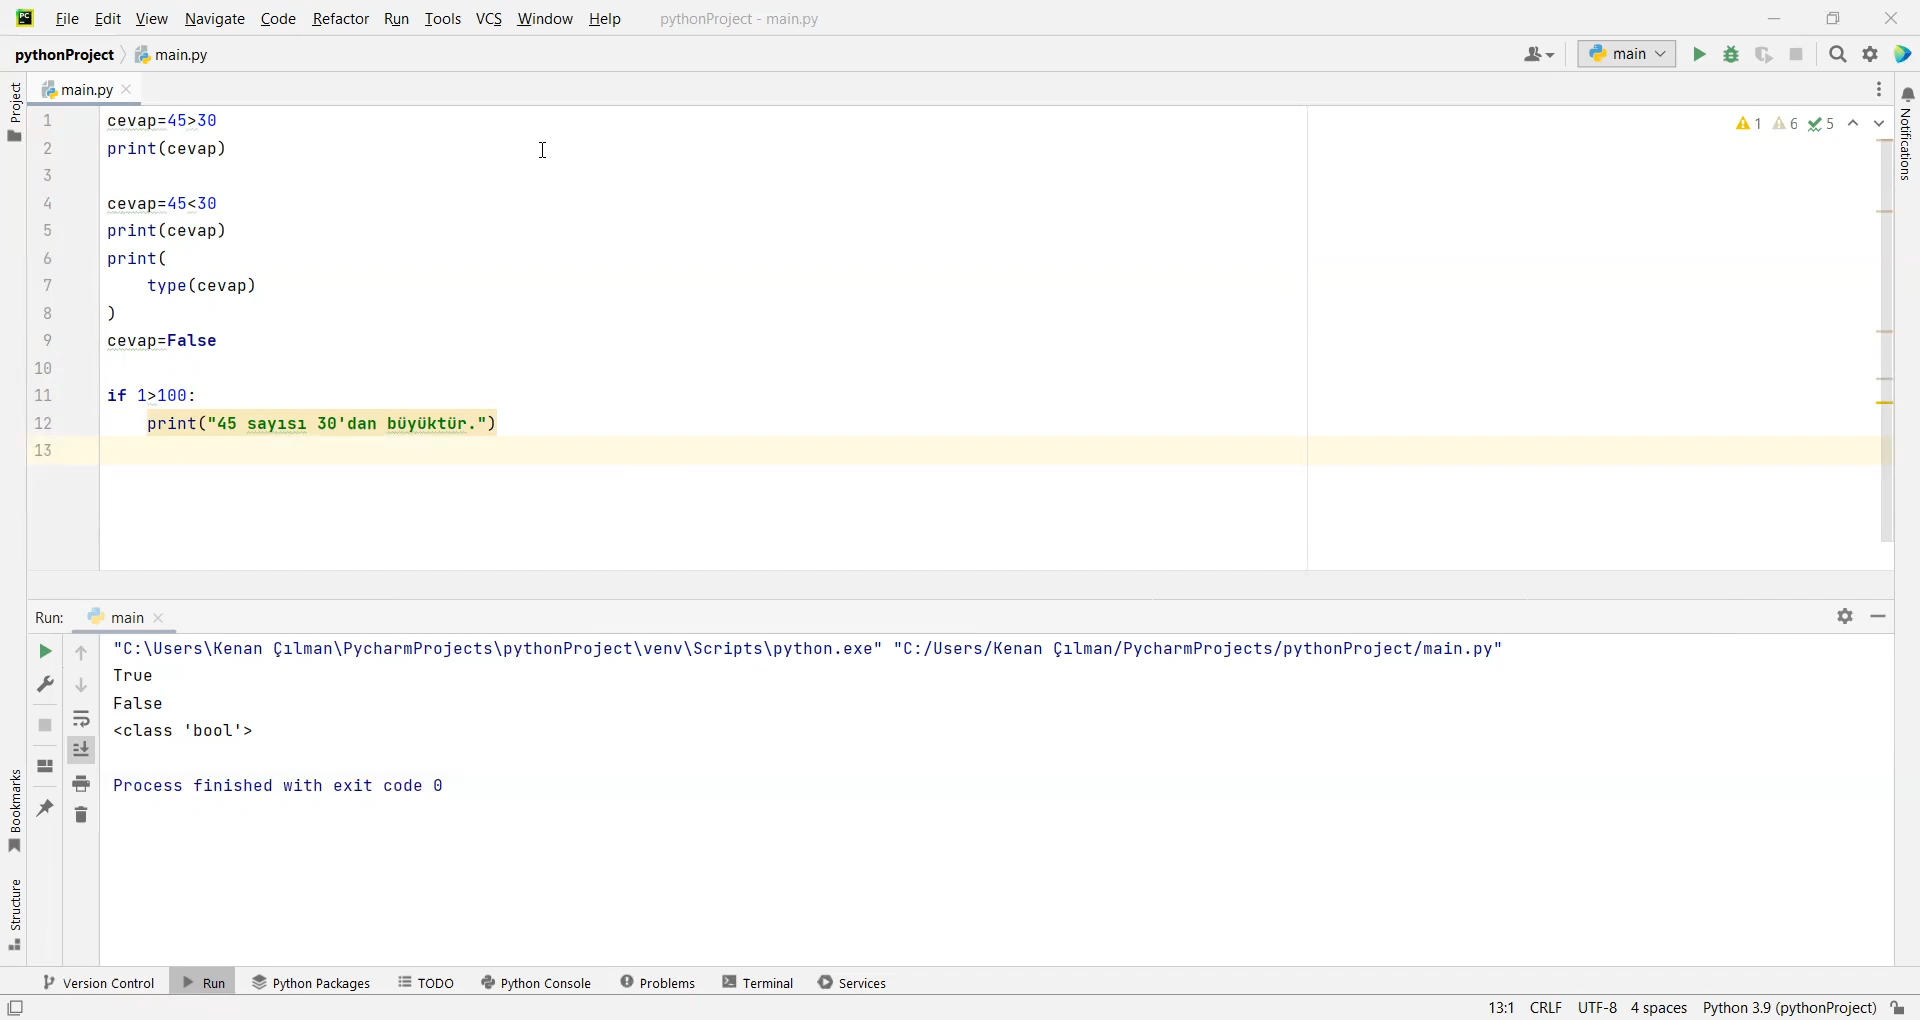 File Edit View Navigate Code Refactor Run Tools VCS Window Help pythonProject - main.py
pythonProject main.py main
Project
main.py
Notifications
1 6 5
1 cevap=45>30
2 print(cevap)
3
4 cevap=45<30
5 print(cevap)
6 print(
7 type(cevap)
8 )
9 cevap=False
10
11 if 1>100:
12 print("45 sayısı 30'dan büyüktür.")
13
Run: main
"C:\Users\Kenan Çılman\PycharmProjects\pythonProject\venv\Scripts\python.exe" "C:/Users/Kenan Çılman/PycharmProjects/pythonProject/main.py"
True
False
<class 'bool'>
Process finished with exit code 0
Bookmarks
Structure
Version Control Run Python Packages TODO Python Console Problems Terminal Services
13:1 CRLF UTF-8 4 spaces Python 3.9 (pythonProject)